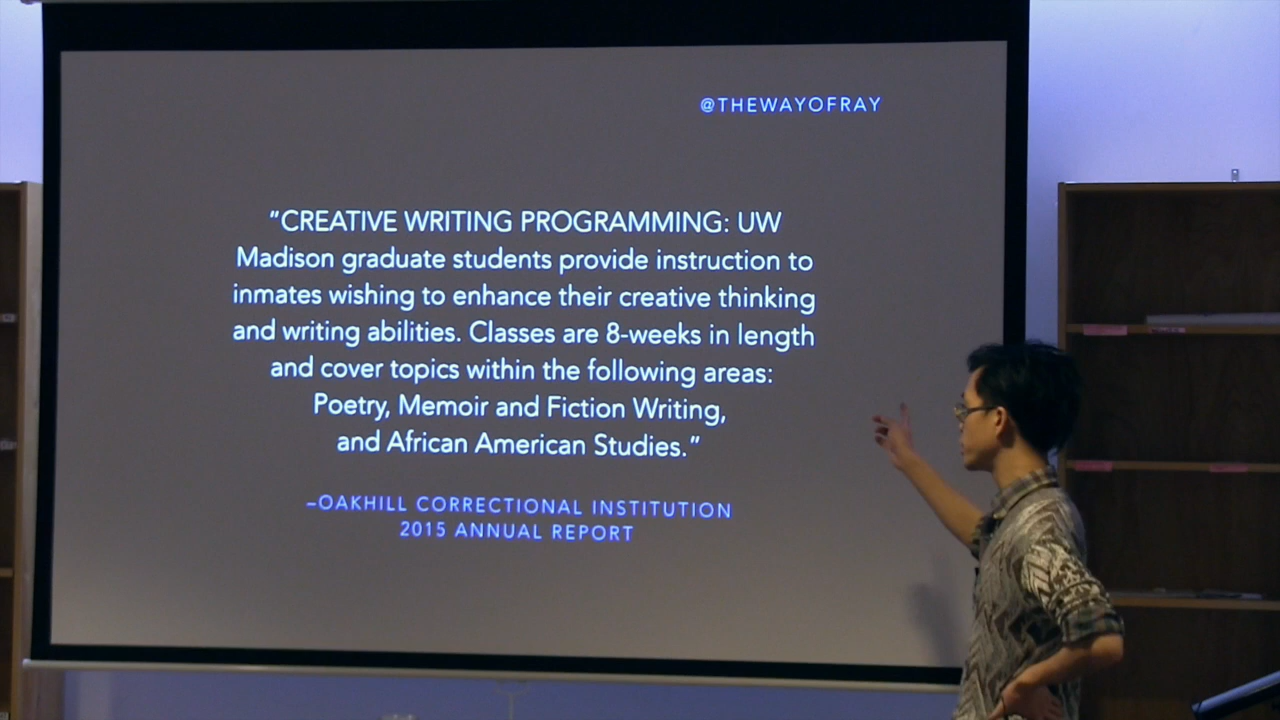 @THEWAYOFRAY
"CREATIVE WRITING PROGRAMMING: UW
Madison graduate students provide instruction to
inmates wishing to enhance their creative thinking
and writing abilities. Classes are 8-weeks in length
and cover topics within the following areas:
Poetry, Memoir and Fiction Writing,
and African American Studies."
–OAKHILL CORRECTIONAL INSTITUTION
2015 ANNUAL REPORT